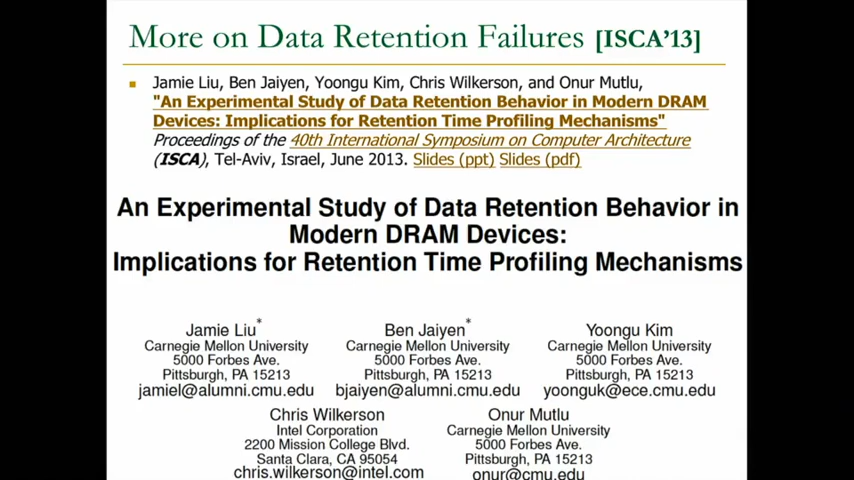 More on Data Retention Failures [ISCA'13]
Jamie Liu, Ben Jaiyen, Yoongu Kim, Chris Wilkerson, and Onur Mutlu,
"An Experimental Study of Data Retention Behavior in Modern DRAM
Devices: Implications for Retention Time Profiling Mechanisms"
Proceedings of the 40th International Symposium on Computer Architecture
(ISCA), Tel-Aviv, Israel, June 2013. Slides (ppt) Slides (pdf)
An Experimental Study of Data Retention Behavior in
Modern DRAM Devices:
Implications for Retention Time Profiling Mechanisms
Jamie Liu*
Carnegie Mellon University
5000 Forbes Ave.
Pittsburgh, PA 15213
jamiel@alumni.cmu.edu
Ben Jaiyen*
Carnegie Mellon University
5000 Forbes Ave.
Pittsburgh, PA 15213
bjaiyen@alumni.cmu.edu
Yoongu Kim
Carnegie Mellon University
5000 Forbes Ave.
Pittsburgh, PA 15213
yoonguk@ece.cmu.edu
Chris Wilkerson
Intel Corporation
2200 Mission College Blvd.
Santa Clara, CA 95054
chris.wilkerson@intel.com
Onur Mutlu
Carnegie Mellon University
5000 Forbes Ave.
Pittsburgh, PA 15213
onur@cmu.edu